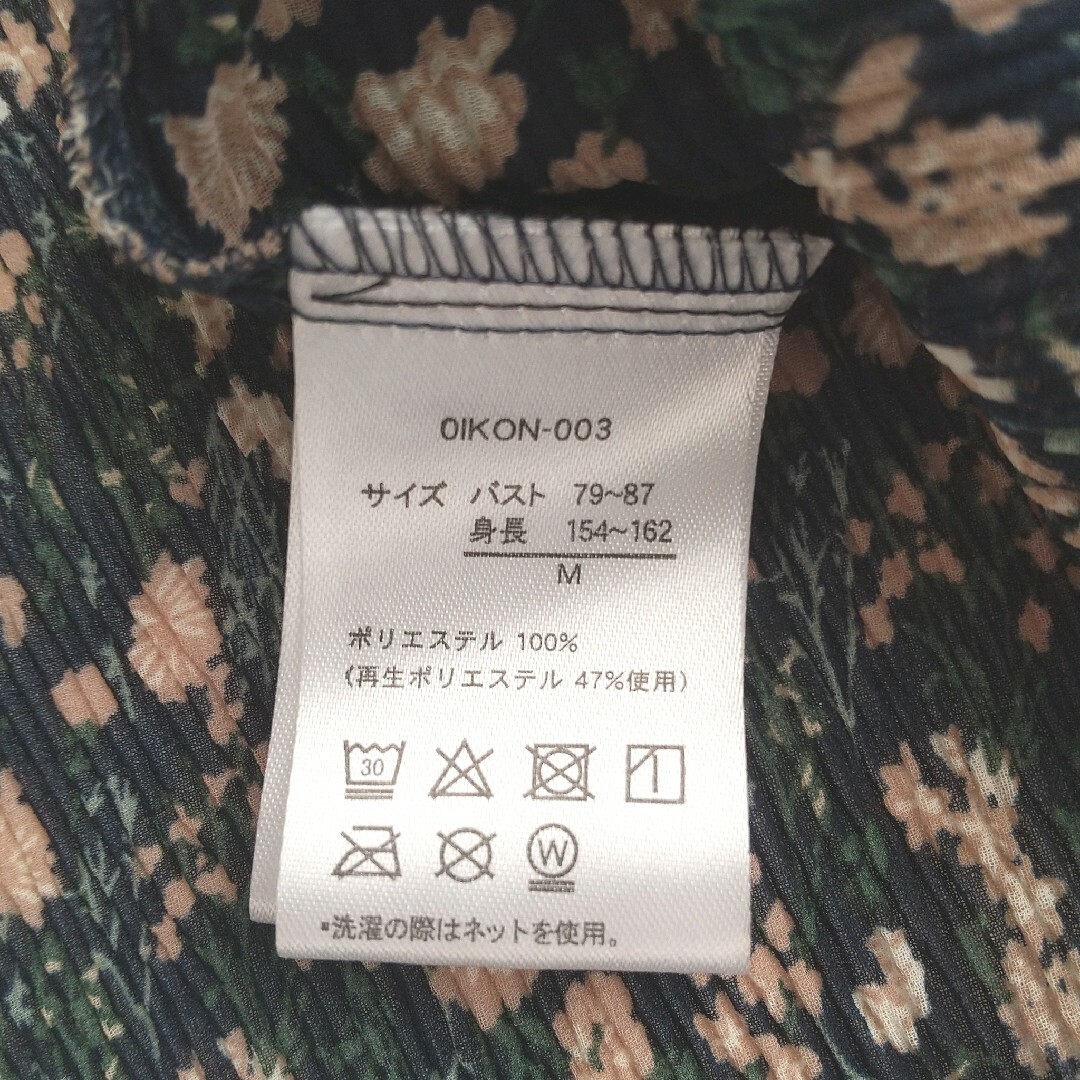 OIKON-003
サイズ バスト 79~87
身長 154~162
M
ポリエステル 100%
(再生ポリエステル 47%使用)
30
W
▪洗濯の際はネットを使用。